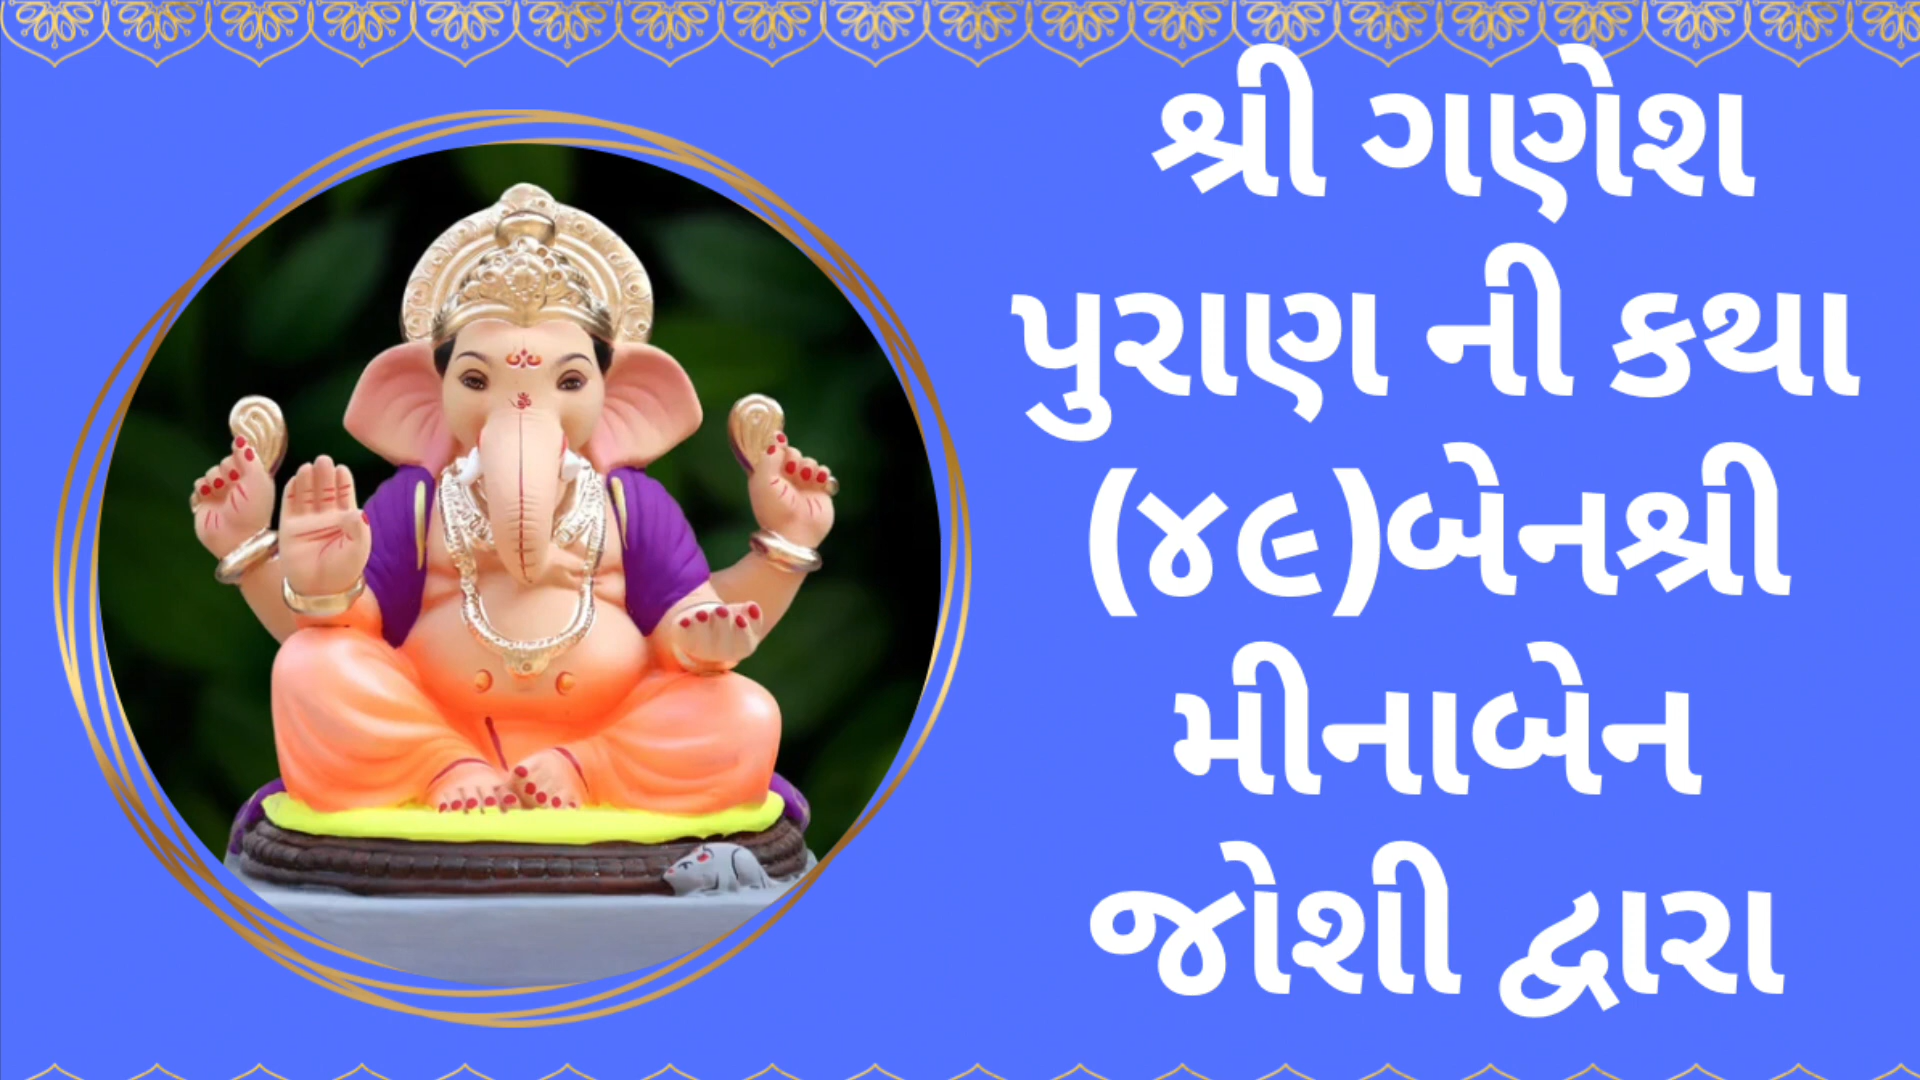 શ્રી ગણેશ
પુરાણ ની કથા
(૪૯)બેનશ્રી
મીનાબેન
જોશી દ્વારા